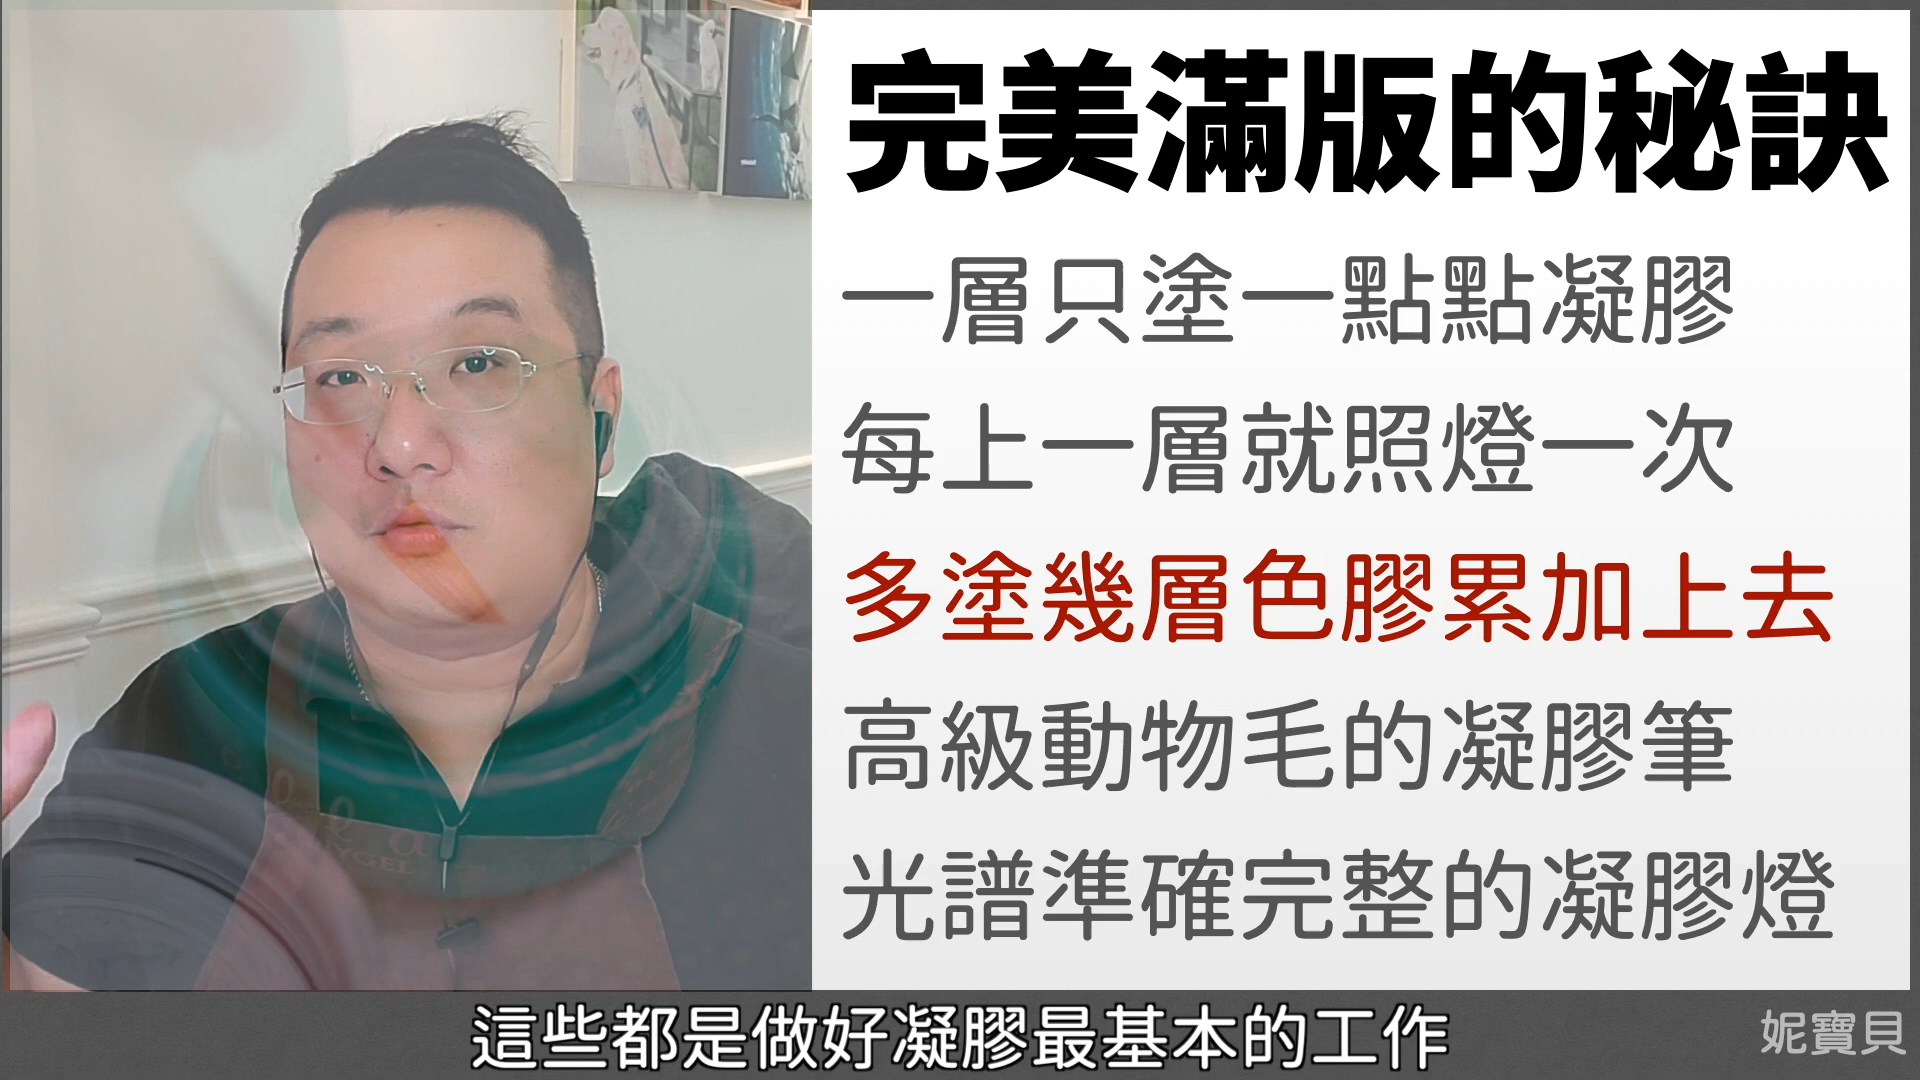 完美滿版的秘訣
一層只塗一點點凝膠
每上一層就照燈一次
多塗幾層色膠累加上去
高級動物毛的凝膠筆
光譜準確完整的凝膠燈
這些都是做好凝膠最基本的工作
妮寶貝